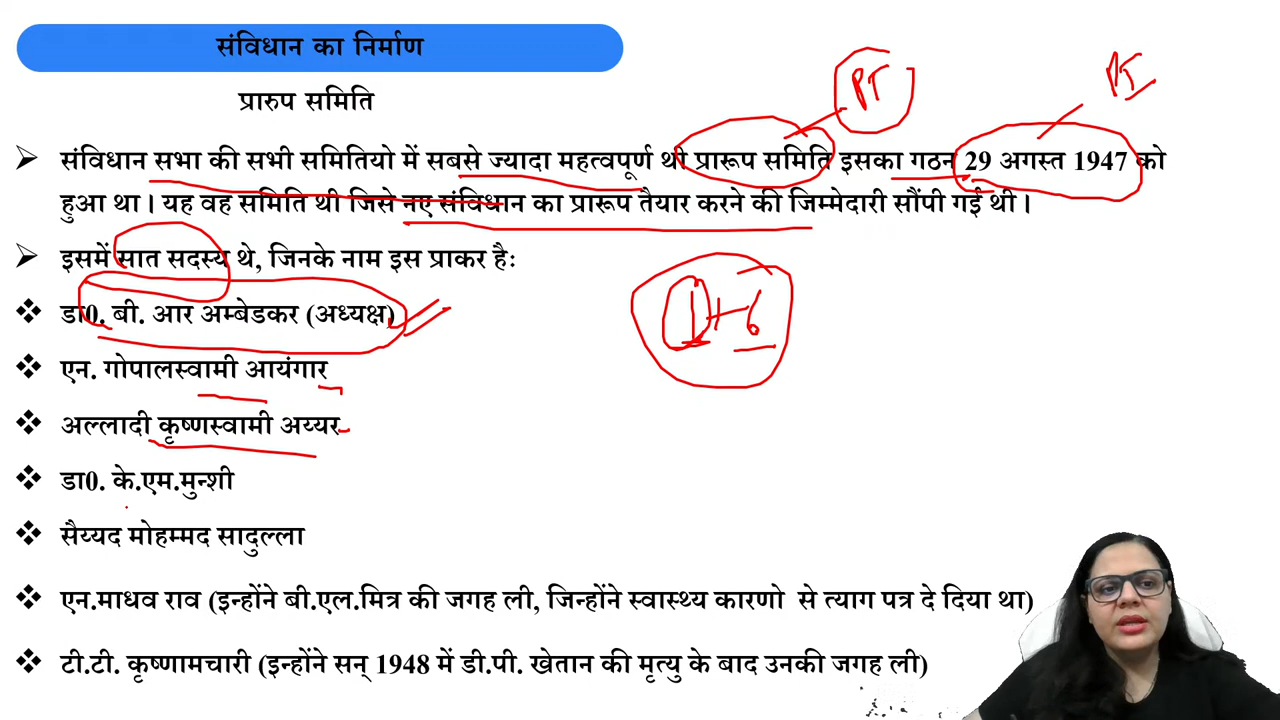 संविधान का निर्माण
प्रारुप समिति
PT
PT
➢ संविधान सभा की सभी समितियो में सबसे ज्यादा महत्वपूर्ण थी प्रारूप समिति इसका गठन 29 अगस्त 1947 को
हुआ था। यह वह समिति थी जिसे नए संविधान का प्रारूप तैयार करने की जिम्मेदारी सौंपी गई थी।
➢ इसमें सात सदस्य थे, जिनके नाम इस प्राकर हैः
1+6
❖ डा0. बी. आर अम्बेडकर (अध्यक्ष)
❖ एन. गोपालस्वामी आयंगार
❖ अल्लादी कृष्णस्वामी अय्यर
❖ डा0. के.एम.मुन्शी
❖ सैय्यद मोहम्मद सादुल्ला
❖ एन.माधव राव (इन्होंने बी.एल.मित्र की जगह ली, जिन्होंने स्वास्थ्य कारणो से त्याग पत्र दे दिया था)
❖ टी.टी. कृष्णामचारी (इन्होंने सन् 1948 में डी.पी. खेतान की मृत्यु के बाद उनकी जगह ली)